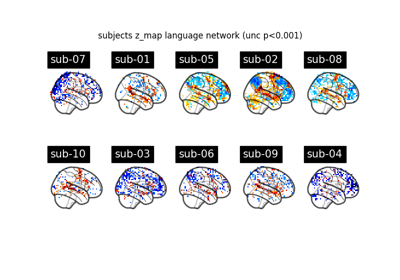 subjects z_map language network (unc p<0.001)
sub-07 sub-01 sub-05 sub-02 sub-08
sub-10 sub-03 sub-06 sub-09 sub-04